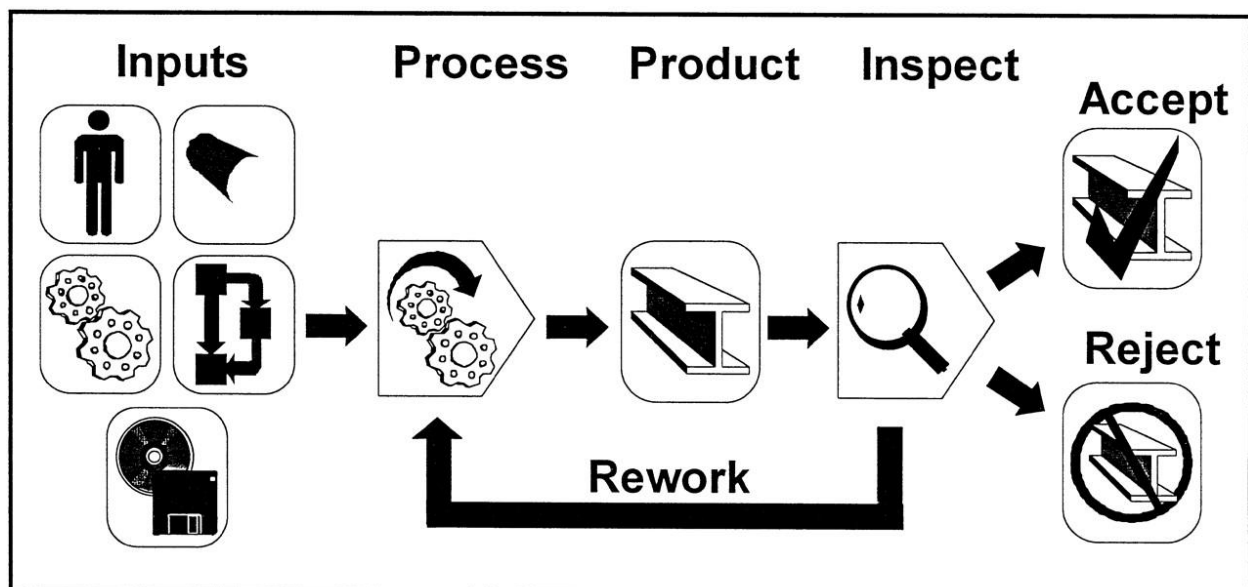 Inputs
Process
Product
Inspect
Accept
Reject
Rework